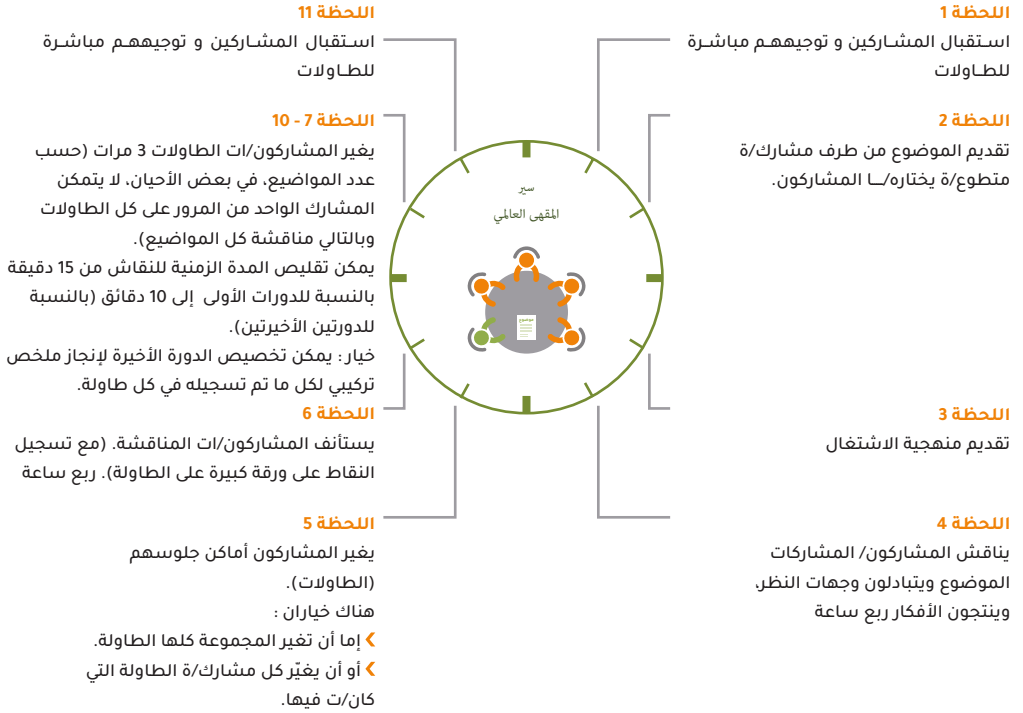 اللحظة 1
استقبال المشاركين و توجيههم مباشرة
للطاولات
اللحظة 2
تقديم الموضوع من طرف مشارك/ة
متطوع/ة يختاره/ـا المشاركون.
اللحظة 3
تقديم منهجية الاشتغال
اللحظة 4
يناقش المشاركون/ المشاركات
الموضوع ويتبادلون وجهات النظر،
وينتجون الأفكار ربع ساعة
سير
المقهى العالمي
موضوع
اللحظة 11
استقبال المشاركين و توجيههم مباشرة
للطاولات
اللحظة 7 - 10
يغير المشاركون/ات الطاولات 3 مرات (حسب
عدد المواضيع، في بعض الأحيان، لا يتمكن
المشارك الواحد من المرور على كل الطاولات
وبالتالي مناقشة كل المواضيع).
يمكن تقليص المدة الزمنية للنقاش من 15 دقيقة
بالنسبة للدورات الأولى إلى 10 دقائق (بالنسبة
للدورتين الأخيرتين).
خيار : يمكن تخصيص الدورة الأخيرة لإنجاز ملخص
تركيبي لكل ما تم تسجيله في كل طاولة.
اللحظة 6
يستأنف المشاركون/ات المناقشة. (مع تسجيل
النقاط على ورقة كبيرة على الطاولة). ربع ساعة
اللحظة 5
يغير المشاركون أماكن جلوسهم
(الطاولات).
هناك خياران :
إما أن تغير المجموعة كلها الطاولة.
أو أن يغيّر كل مشارك/ة الطاولة التي
كان/ت فيها.